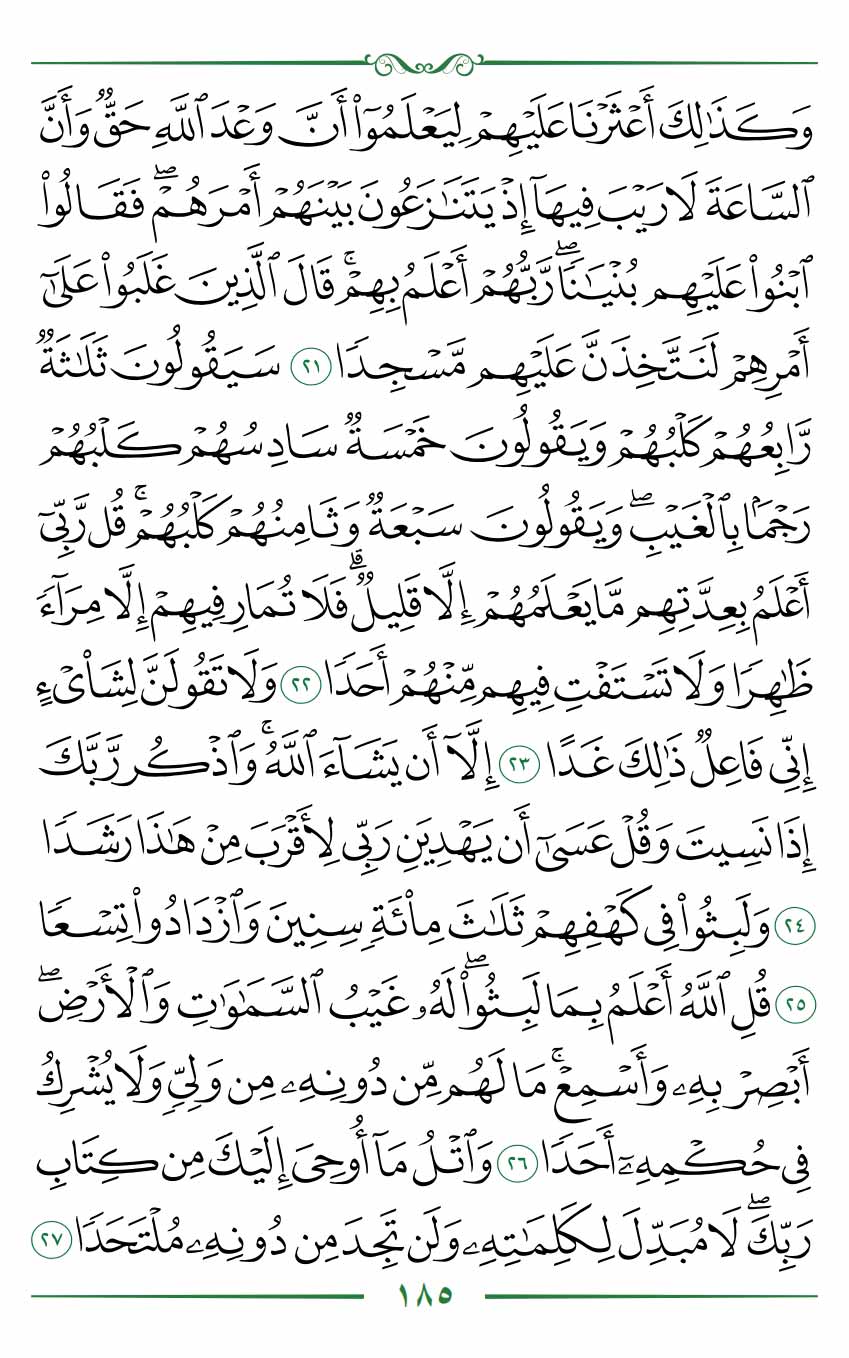 وَكَذَٰلِكَ أَعۡثَرۡنَا عَلَيۡهِمۡ لِيَعۡلَمُوٓاْ أَنَّ وَعۡدَ ٱللَّهِ حَقّٞ وَأَنَّ
ٱلسَّاعَةَ لَا رَيۡبَ فِيهَآ إِذۡ يَتَنَٰزَعُونَ بَيۡنَهُمۡ أَمۡرَهُمۡۖ فَقَالُواْ
ٱبۡنُواْ عَلَيۡهِم بُنۡيَٰنٗاۖ رَّبُّهُمۡ أَعۡلَمُ بِهِمۡۚ قَالَ ٱلَّذِينَ غَلَبُواْ عَلَىٰٓ
أَمۡرِهِمۡ لَنَتَّخِذَنَّ عَلَيۡهِم مَّسۡجِدٗا ٢١ سَيَقُولُونَ ثَلَٰثَةٞ
رَّابِعُهُمۡ كَلۡبُهُمۡ وَيَقُولُونَ خَمۡسَةٞ سَادِسُهُمۡ كَلۡبُهُمۡ
رَجۡمَۢا بِٱلۡغَيۡبِۖ وَيَقُولُونَ سَبۡعَةٞ وَثَامِنُهُمۡ كَلۡبُهُمۡۚ قُل رَّبِّيٓ
أَعۡلَمُ بِعِدَّتِهِم مَّا يَعۡلَمُهُمۡ إِلَّا قَلِيلٞۗ فَلَا تُمَارِ فِيهِمۡ إِلَّا مِرَآءٗ
ظَٰهِرٗا وَلَا تَسۡتَفۡتِ فِيهِم مِّنۡهُمۡ أَحَدٗا ٢٢ وَلَا تَقُولَنَّ لِشَاْيۡءٍ
إِنِّي فَاعِلٞ ذَٰلِكَ غَدًا ٢٣ إِلَّآ أَن يَشَآءَ ٱللَّهُۚ وَٱذۡكُر رَّبَّكَ
إِذَا نَسِيتَ وَقُلۡ عَسَىٰٓ أَن يَهۡدِيَنِ رَبِّي لِأَقۡرَبَ مِنۡ هَٰذَا رَشَدٗا
٢٤ وَلَبِثُواْ فِي كَهۡفِهِمۡ ثَلَٰثَ مِاْئَةٖ سِنِينَ وَٱزۡدَادُواْ تِسۡعٗا
٢٥ قُلِ ٱللَّهُ أَعۡلَمُ بِمَا لَبِثُواْۖ لَهُۥ غَيۡبُ ٱلسَّمَٰوَٰتِ وَٱلۡأَرۡضِۖ
أَبۡصِرۡ بِهِۦ وَأَسۡمِعۡۚ مَا لَهُم مِّن دُونِهِۦ مِن وَلِيّٖ وَلَا يُشۡرِكُ
فِي حُكۡمِهِۦٓ أَحَدٗا ٢٦ وَٱتۡلُ مَآ أُوحِيَ إِلَيۡكَ مِن كِتَابِ
رَبِّكَۖ لَا مُبَدِّلَ لِكَلِمَٰتِهِۦ وَلَن تَجِدَ مِن دُونِهِۦ مُلۡتَحَدٗا ٢٧
١٨٥